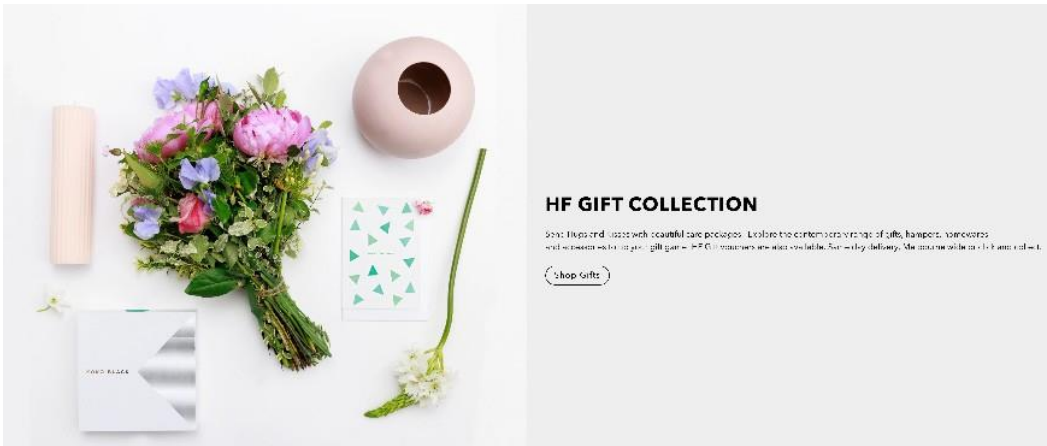 HF GIFT COLLECTION
Send Hugs and Kisses with beautiful care packages. Explore the contemporary range of gifts, hampers, homewares
and accessories to up your gift game. HF Gift vouchers are also available. Same day delivery, Melbourne wide or click and collect.
Shop Gifts
BLACK